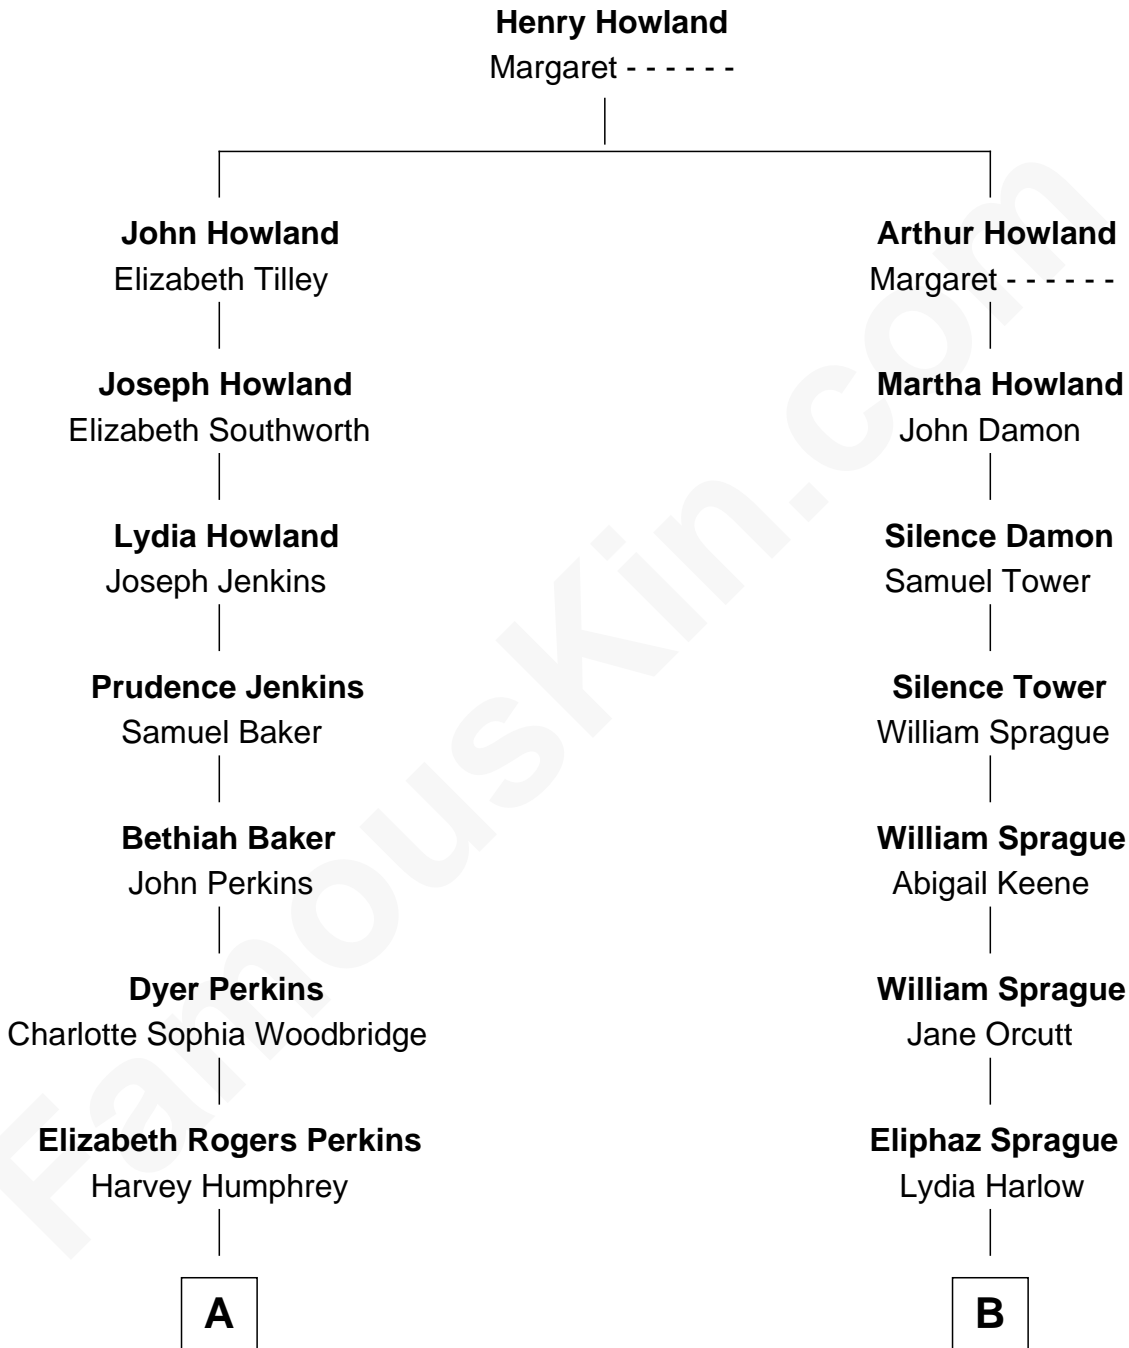 Henry Howland
Margaret - - - - - -
John Howland
Elizabeth Tilley
Arthur Howland
Margaret - - - - - -
Joseph Howland
Elizabeth Southworth
Martha Howland
John Damon
Lydia Howland
Joseph Jenkins
Silence Damon
Samuel Tower
Prudence Jenkins
Samuel Baker
Silence Tower
William Sprague
Bethiah Baker
John Perkins
William Sprague
Abigail Keene
Dyer Perkins
Charlotte Sophia Woodbridge
William Sprague
Jane Orcutt
Elizabeth Rogers Perkins
Harvey Humphrey
Eliphaz Sprague
Lydia Harlow
A
B
FamousKin.com